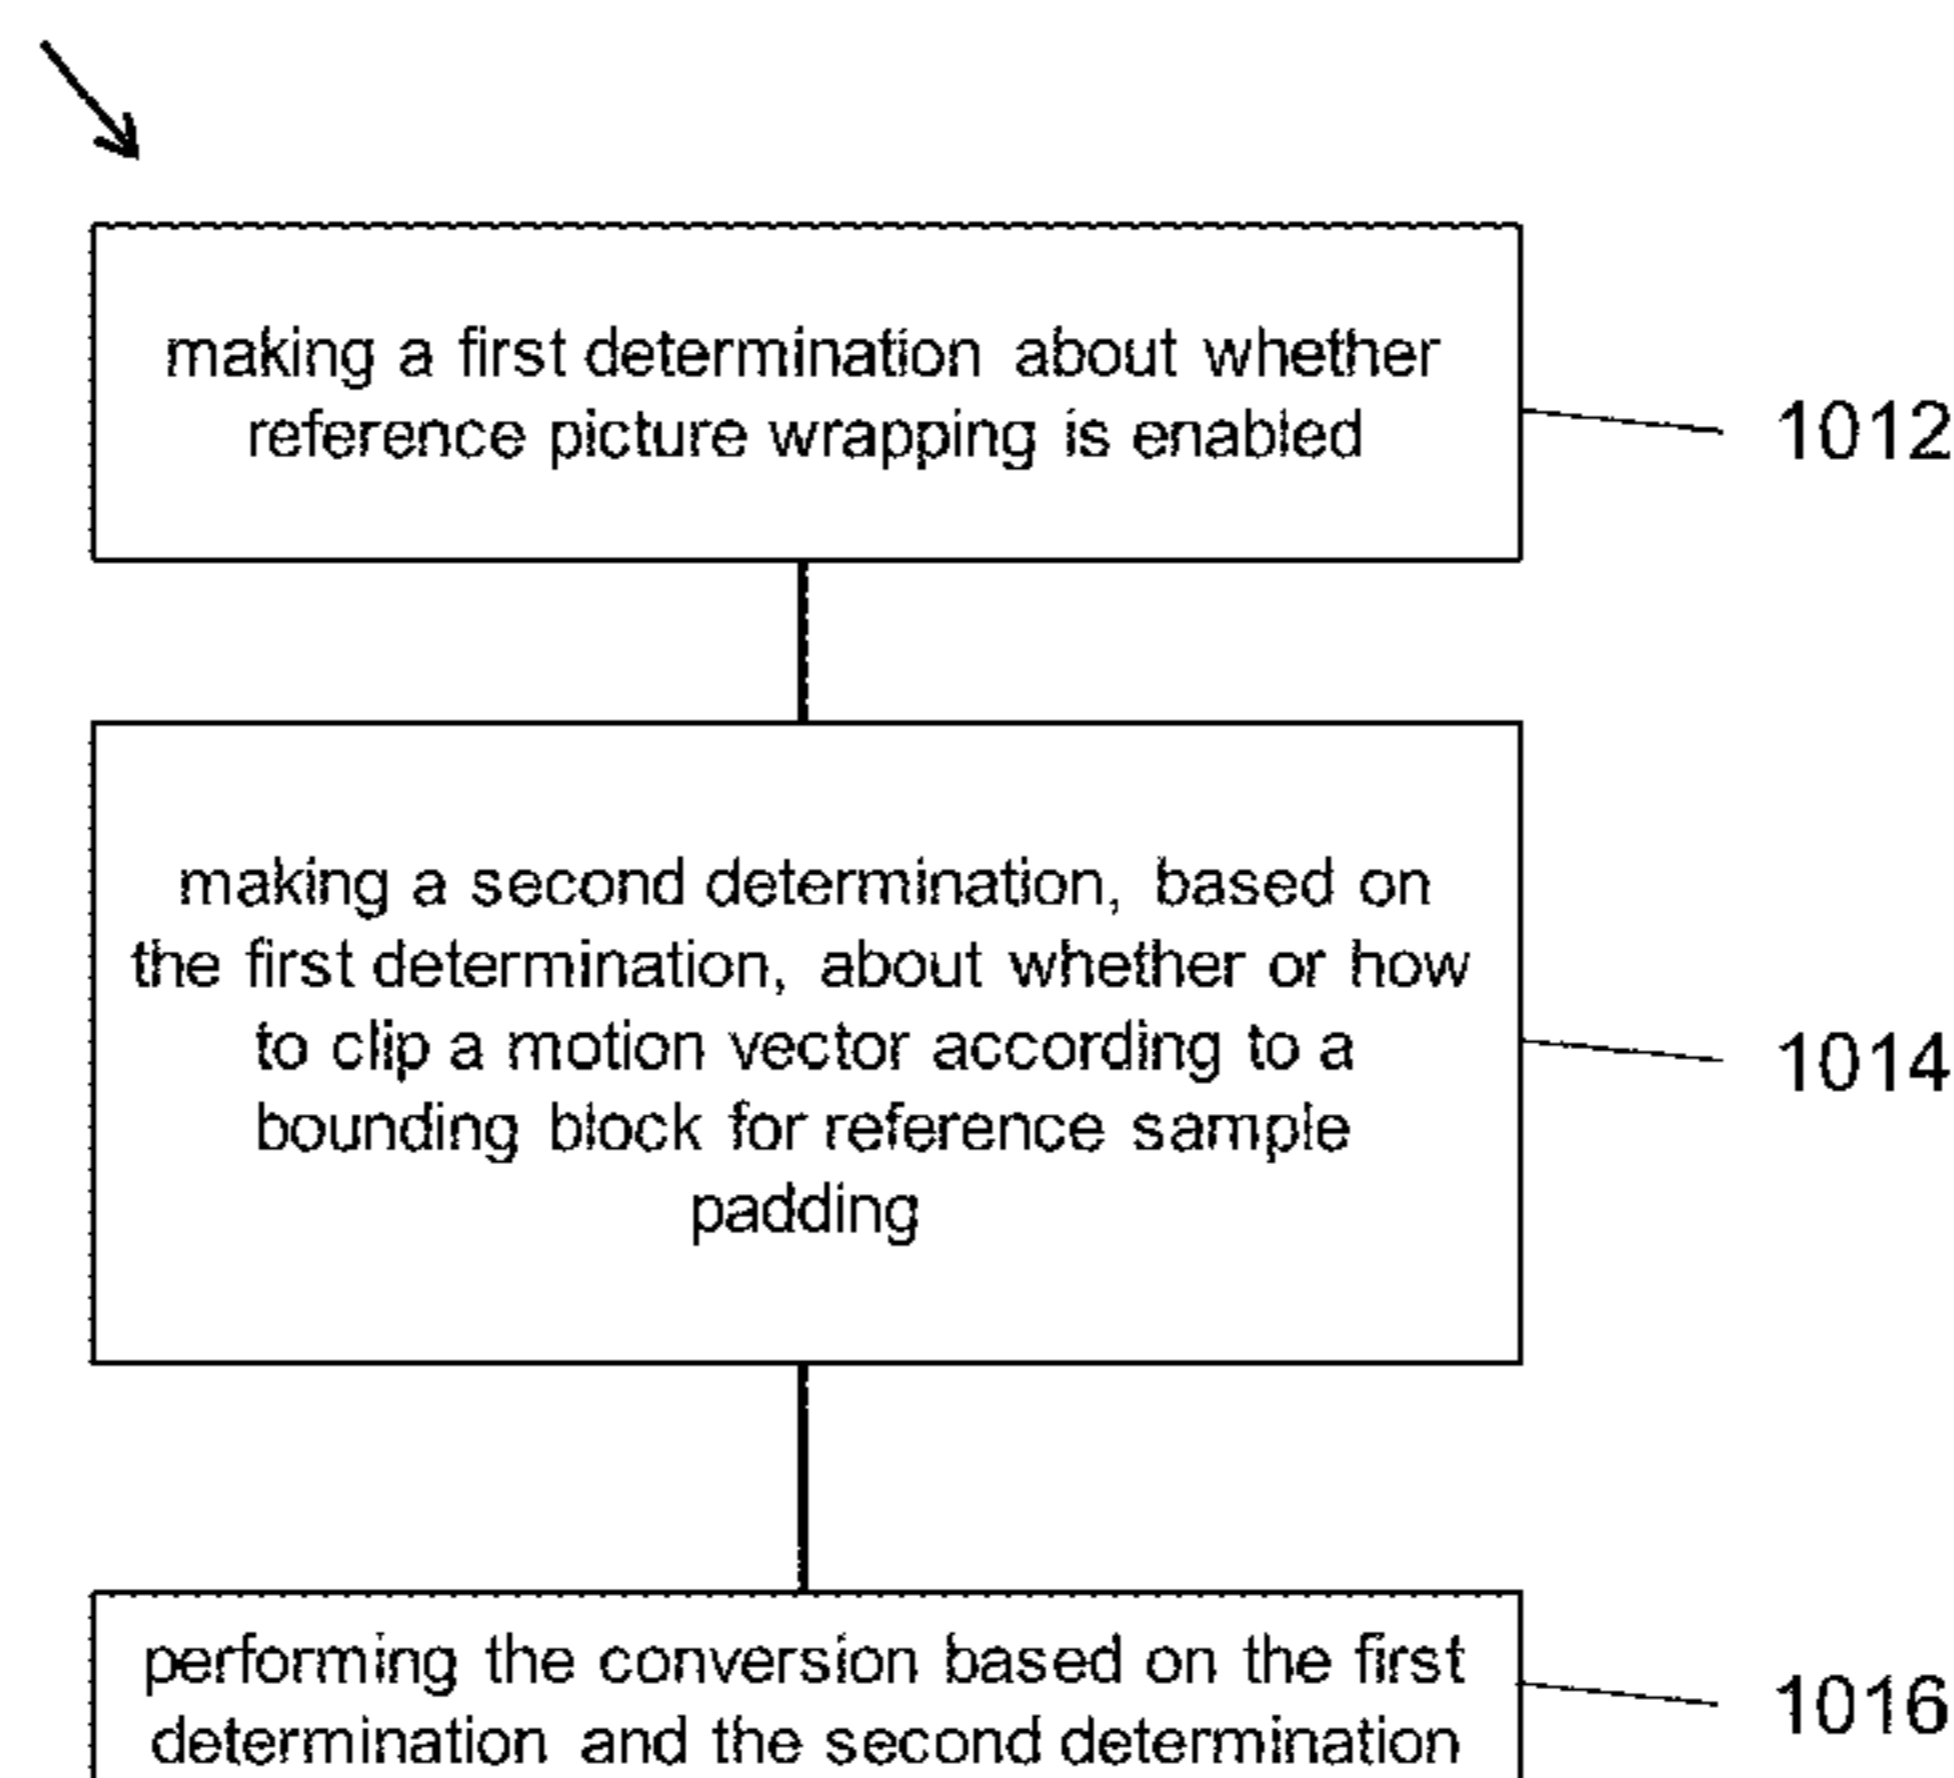 making a first determination about whether
reference picture wrapping is enabled
1012
making a second determination, based on
the first determination, about whether or how
to clip a motion vector according to a
bounding block for reference sample
padding
1014
performing the conversion based on the first
determination and the second determination
1016